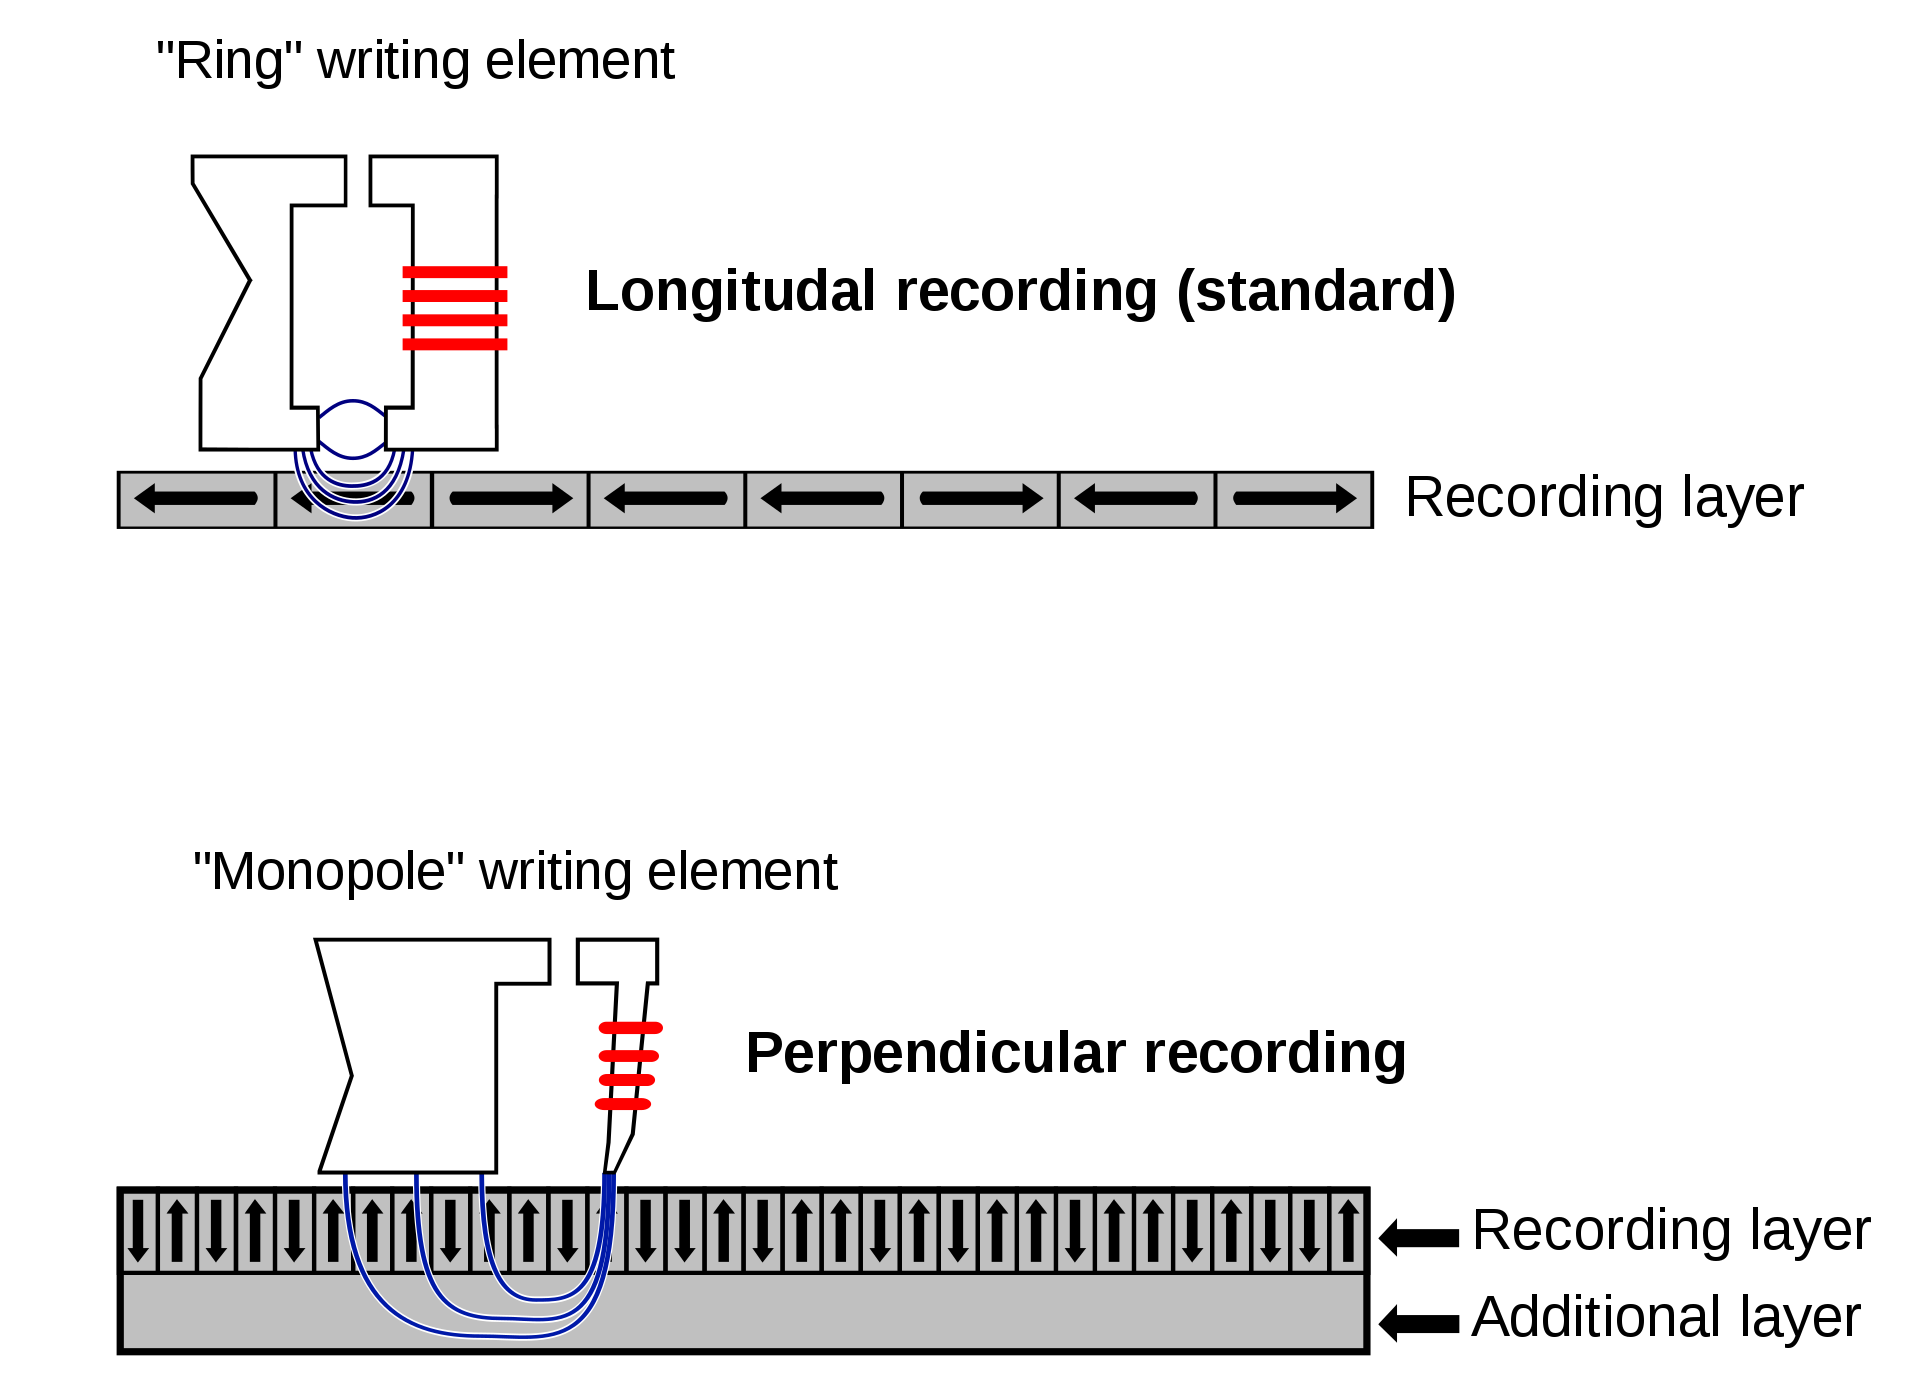 "Ring" writing element
Longitudal recording (standard)
Recording layer
"Monopole" writing element
Perpendicular recording
Recording layer
Additional layer